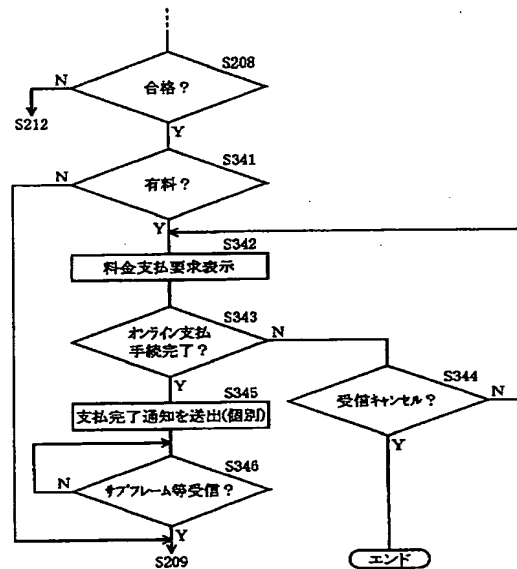 S208
合格?
N
S212
Y
S341
有料?
N
Y
S342
料金支払要求表示
S343
オンライン支払
手続完了?
N
Y
S344
受信キャンセル?
N
Y
S345
支払完了通知を送出(個別)
S346
サブフレーム等受信?
N
Y
S209
エンド